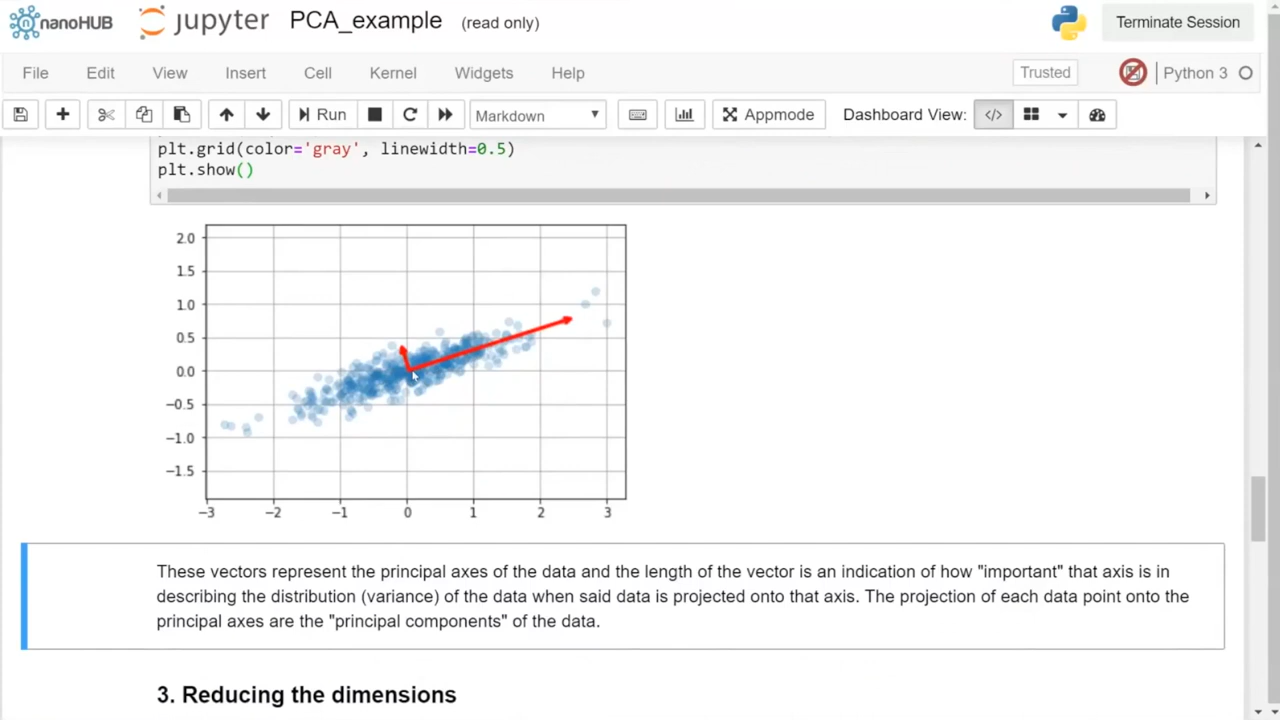 nanoHUB jupyter PCA_example (read only) Terminate Session
File Edit View Insert Cell Kernel Widgets Help Trusted Python 3
Run Markdown Appmode Dashboard View: </>
plt.grid(color='gray', linewidth=0.5)
plt.show()
2.0
1.5
1.0
0.5
0.0
−0.5
−1.0
−1.5
−3 −2 −1 0 1 2 3
These vectors represent the principal axes of the data and the length of the vector is an indication of how "important" that axis is in
describing the distribution (variance) of the data when said data is projected onto that axis. The projection of each data point onto the
principal axes are the "principal components" of the data.
3. Reducing the dimensions